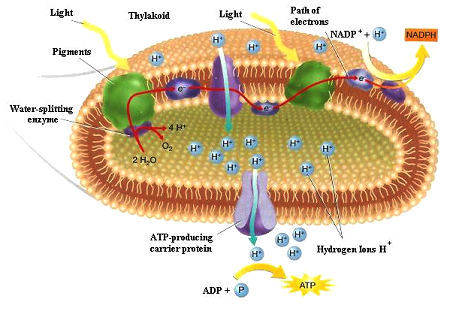 Light
Thylakoid
Light
Path of
electrons
NADP⁺ + H⁺
NADPH
Pigments
H⁺
H⁺
H⁺
H⁺
e⁻
e⁻
e⁻
Water-splitting
enzyme
4 H⁺
O₂
2 H₂O
H⁺
H⁺
H⁺
H⁺
H⁺
H⁺
H⁺
H⁺
H⁺
H⁺
ATP-producing
carrier protein
Hydrogen Ions H⁺
H⁺
H⁺
H⁺
H⁺
ADP + P
ATP